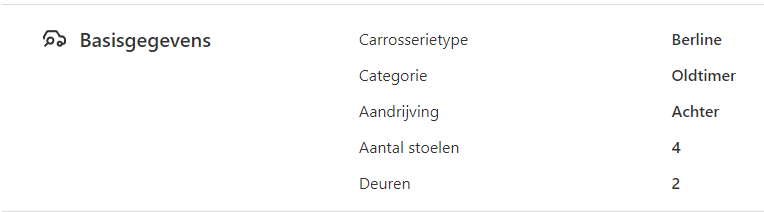 Basisgegevens
Carrosserietype Berline
Categorie Oldtimer
Aandrijving Achter
Aantal stoelen 4
Deuren 2